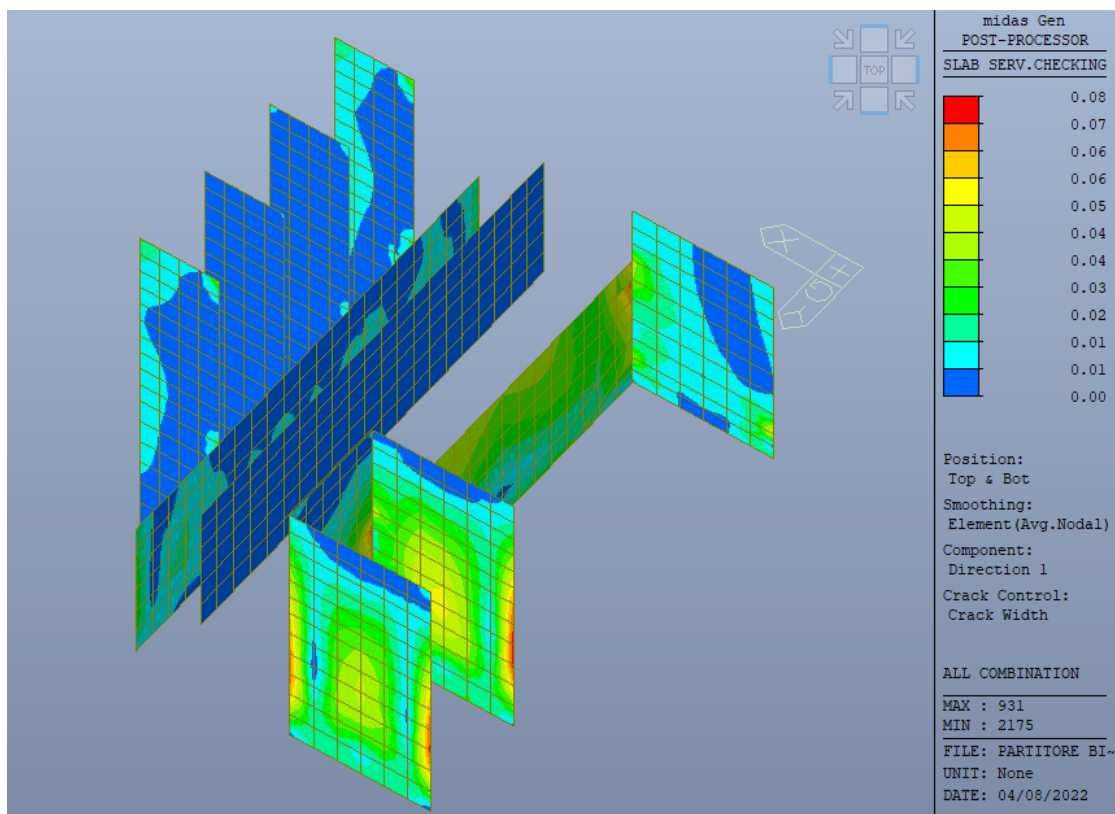 midas Gen
POST-PROCESSOR
SLAB SERV.CHECKING
0.08
0.07
0.06
0.06
0.05
0.04
0.04
0.03
0.02
0.01
0.01
0.00
TOP
X
Y
Position:
Top & Bot
Smoothing:
Element(Avg.Nodal)
Component:
Direction 1
Crack Control:
Crack Width
ALL COMBINATION
MAX : 931
MIN : 2175
FILE: PARTITORE BI~
UNIT: None
DATE: 04/08/2022